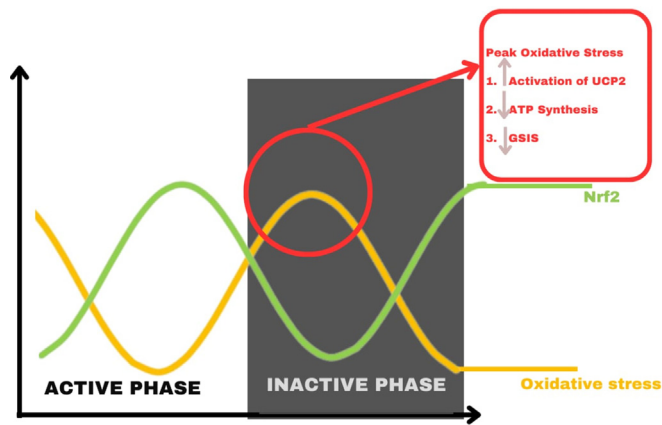 Peak Oxidative Stress
1. Activation of UCP2
2. ATP Synthesis
3. GSIS
Nrf2
ACTIVE PHASE
INACTIVE PHASE
Oxidative stress